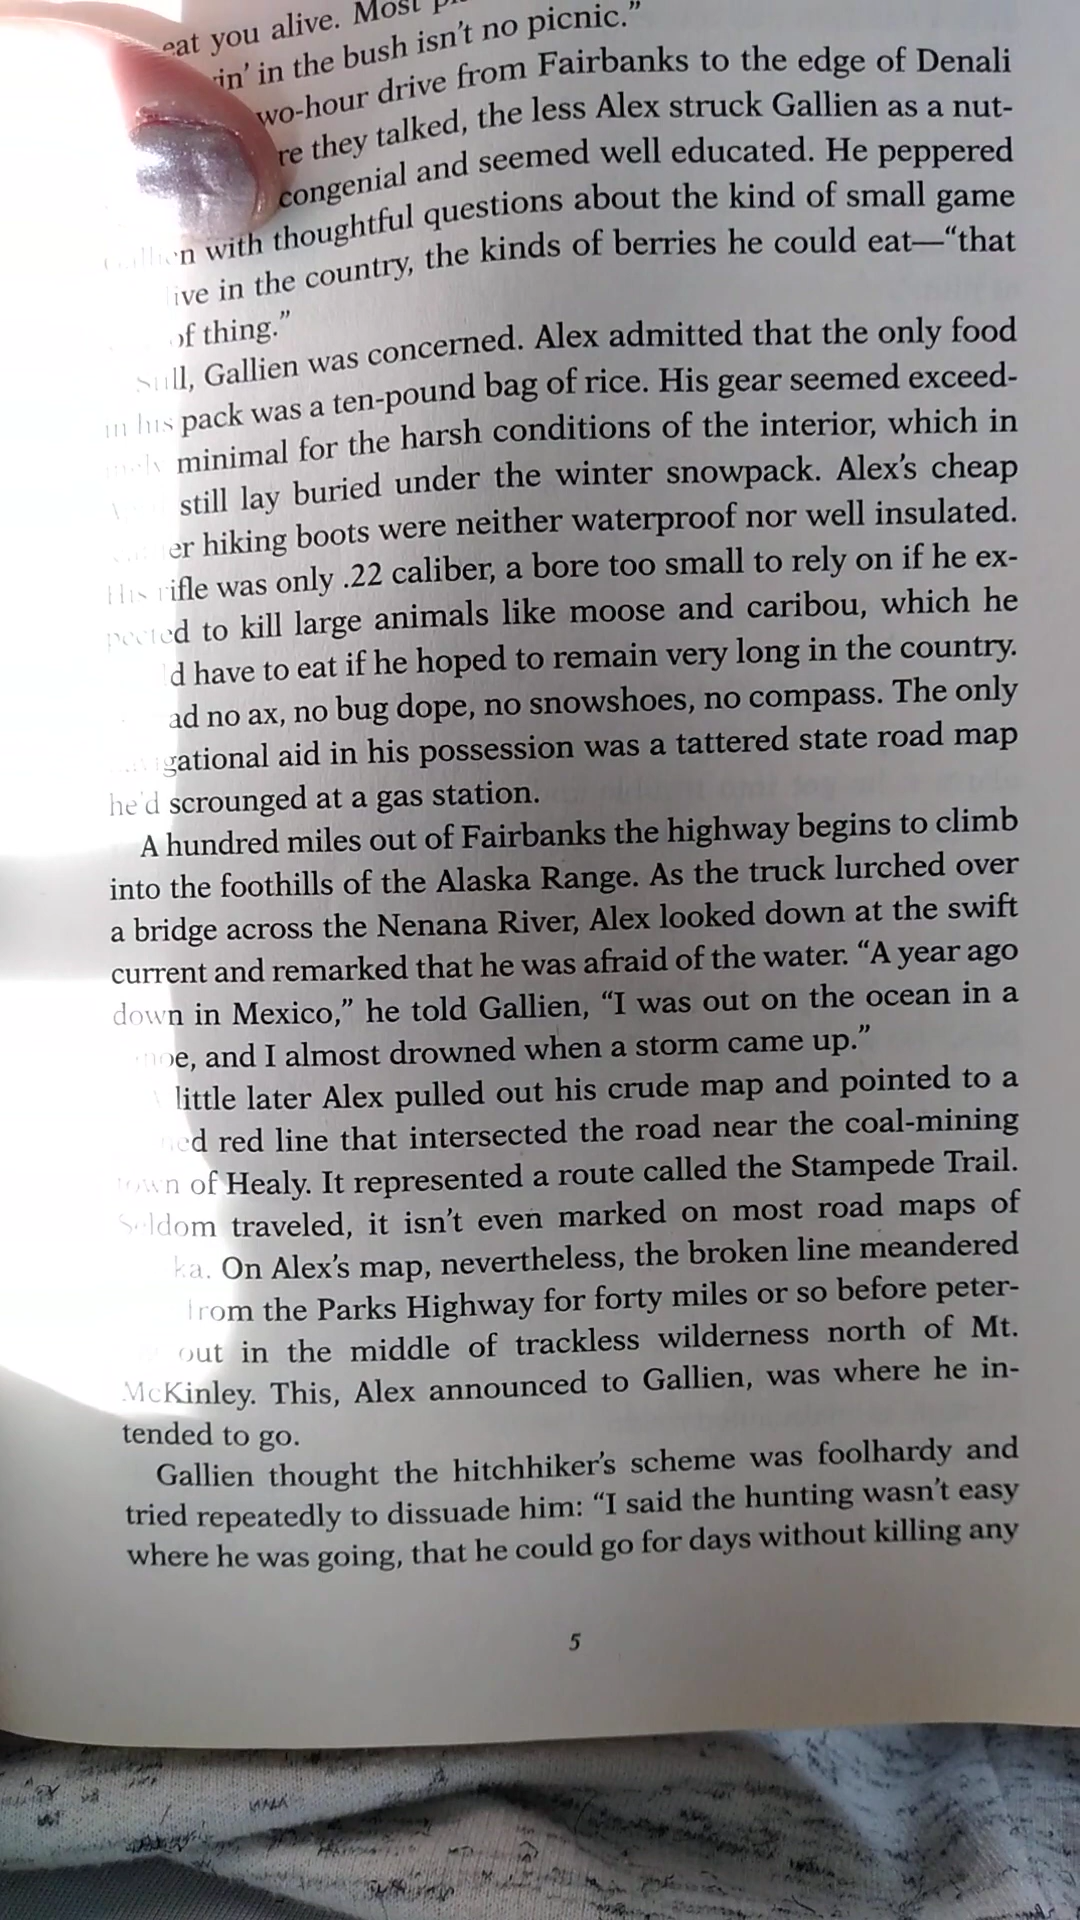 eat you alive. Most
in' in the bush isn't no picnic."
two-hour drive from Fairbanks to the edge of Denali
they talked, the less Alex struck Gallien as a nut-
congenial and seemed well educated. He peppered
Gallien with thoughtful questions about the kind of small game
live in the country, the kinds of berries he could eat—"that
of thing."
Still, Gallien was concerned. Alex admitted that the only food
in his pack was a ten-pound bag of rice. His gear seemed exceed-
minimal for the harsh conditions of the interior, which in
still lay buried under the winter snowpack. Alex's cheap
hiking boots were neither waterproof nor well insulated.
His rifle was only .22 caliber, a bore too small to rely on if he ex-
pected to kill large animals like moose and caribou, which he
have to eat if he hoped to remain very long in the country.
no ax, no bug dope, no snowshoes, no compass. The only
gational aid in his possession was a tattered state road map
he'd scrounged at a gas station.
A hundred miles out of Fairbanks the highway begins to climb
into the foothills of the Alaska Range. As the truck lurched over
a bridge across the Nenana River, Alex looked down at the swift
current and remarked that he was afraid of the water. "A year ago
down in Mexico," he told Gallien, "I was out on the ocean in a
noe, and I almost drowned when a storm came up."
little later Alex pulled out his crude map and pointed to a
red line that intersected the road near the coal-mining
town of Healy. It represented a route called the Stampede Trail.
Seldom traveled, it isn't even marked on most road maps of
On Alex's map, nevertheless, the broken line meandered
from the Parks Highway for forty miles or so before peter-
out in the middle of trackless wilderness north of Mt.
McKinley. This, Alex announced to Gallien, was where he in-
tended to go.
Gallien thought the hitchhiker's scheme was foolhardy and
tried repeatedly to dissuade him: "I said the hunting wasn't easy
where he was going, that he could go for days without killing any
5